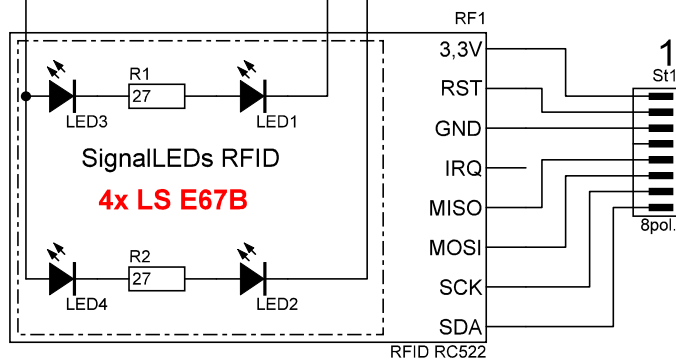 RF1
3,3V
1
St1
R1
27
RST
LED3
LED1
GND
SignalLEDs RFID
IRQ
4x LS E67B
MISO
8pol.
MOSI
R2
27
SCK
LED4
LED2
SDA
RFID RC522